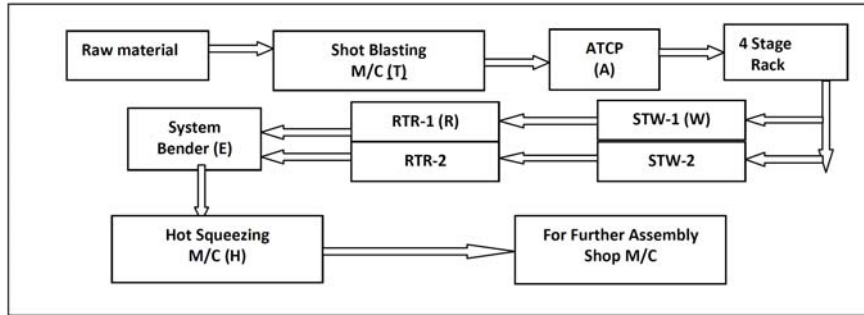 Raw material
Shot Blasting
M/C (T)
ATCP
(A)
4 Stage
Rack
System
Bender (E)
RTR-1 (R)
RTR-2
STW-1 (W)
STW-2
Hot Squeezing
M/C (H)
For Further Assembly
Shop M/C